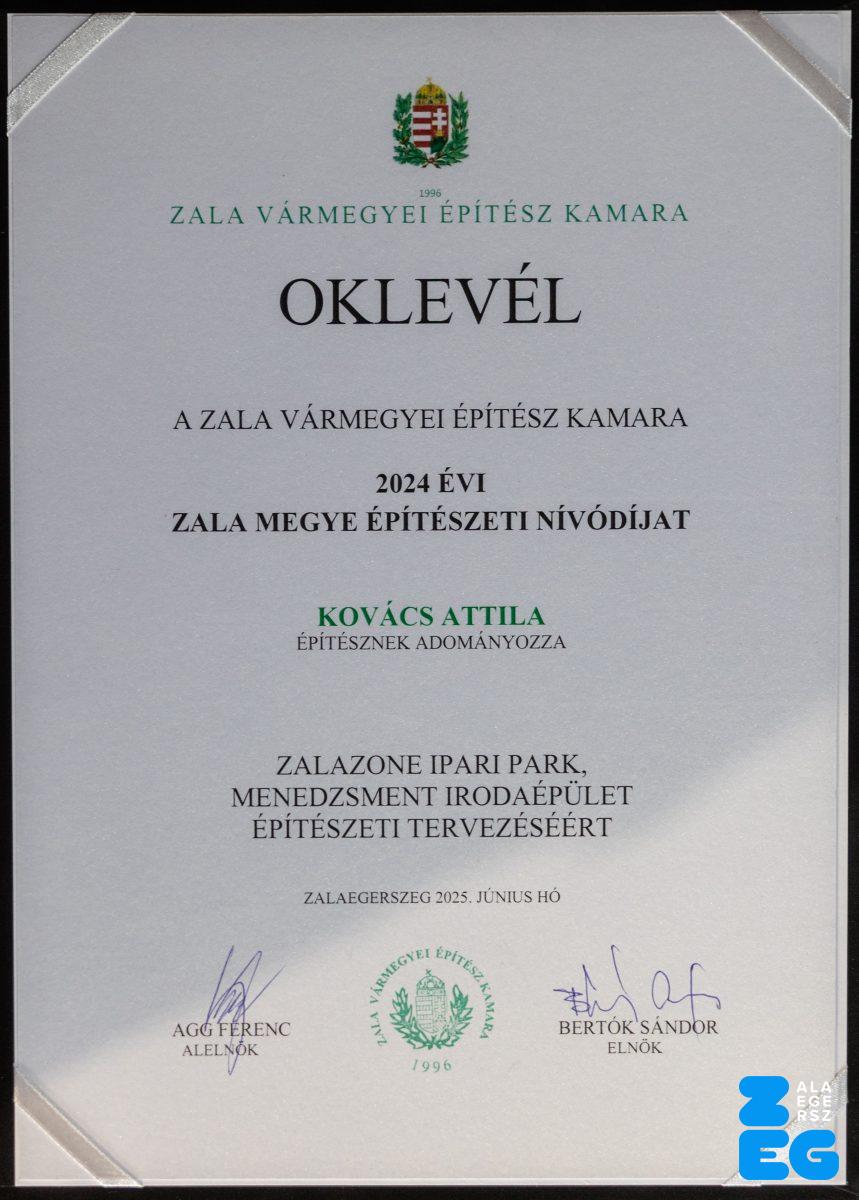 1996
ZALA VÁRMEGYEI ÉPÍTÉSZ KAMARA
OKLEVÉL
A ZALA VÁRMEGYEI ÉPÍTÉSZ KAMARA
2024 ÉVI
ZALA MEGYE ÉPÍTÉSZETI NÍVÓDÍJAT
KOVÁCS ATTILA
ÉPÍTÉSZNEK ADOMÁNYOZZA
ZALAZONE IPARI PARK,
MENEDZSMENT IRODAÉPÜLET
ÉPÍTÉSZETI TERVEZÉSÉÉRT
ZALAEGERSZEG 2025. JÚNIUS HÓ
AGG FERENC
ALELNÖK
ZALA VÁRMEGYEI ÉPÍTÉSZ KAMARA
1996
BERTÓK SÁNDOR
ELNÖK
ZEG
ALA
EGE
RSZ